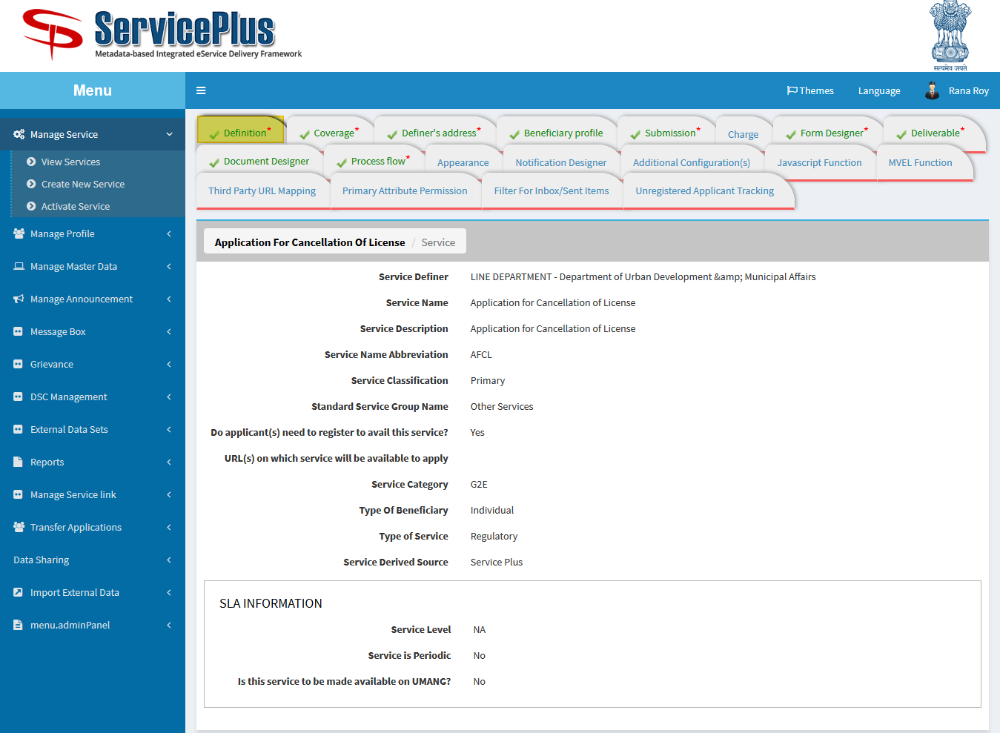 ServicePlus
Metadata-based Integrated eService Delivery Framework
सत्यमेव जयते
Menu
Themes
Language
Rana Roy
Manage Service
View Services
Create New Service
Activate Service
Manage Profile
Manage Master Data
Manage Announcement
Message Box
Grievance
DSC Management
External Data Sets
Reports
Manage Service link
Transfer Applications
Data Sharing
Import External Data
menu.adminPanel
Definition*
Coverage*
Definer's address*
Beneficiary profile
Submission*
Charge
Form Designer*
Deliverable*
Document Designer
Process flow*
Appearance
Notification Designer
Additional Configuration(s)
Javascript Function
MVEL Function
Third Party URL Mapping
Primary Attribute Permission
Filter For Inbox/Sent Items
Unregistered Applicant Tracking
Application For Cancellation Of License / Service
Service Definer LINE DEPARTMENT - Department of Urban Development &amp; Municipal Affairs
Service Name Application for Cancellation of License
Service Description Application for Cancellation of License
Service Name Abbreviation AFCL
Service Classification Primary
Standard Service Group Name Other Services
Do applicant(s) need to register to avail this service? Yes
URL(s) on which service will be available to apply
Service Category G2E
Type Of Beneficiary Individual
Type of Service Regulatory
Service Derived Source Service Plus
SLA INFORMATION
Service Level NA
Service is Periodic No
Is this service to be made available on UMANG? No